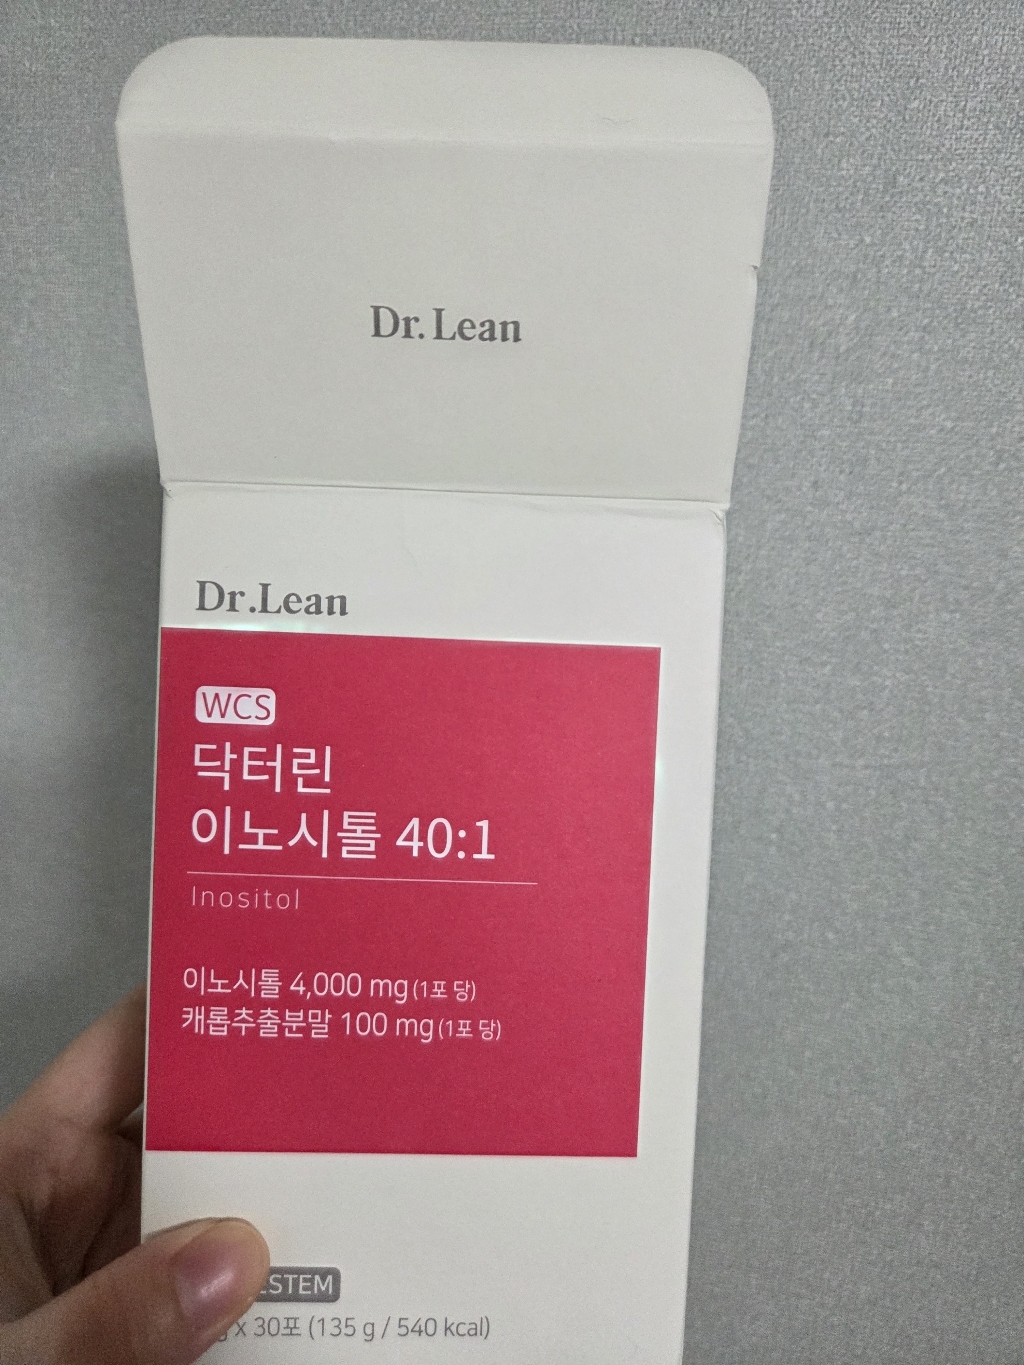 Dr. Lean
Dr.Lean
WCS
닥터린
이노시톨 40:1
Inositol
이노시톨 4,000 mg(1포 당)
캐롭추출분말 100 mg(1포 당)
x 30포 (135 g / 540 kcal)